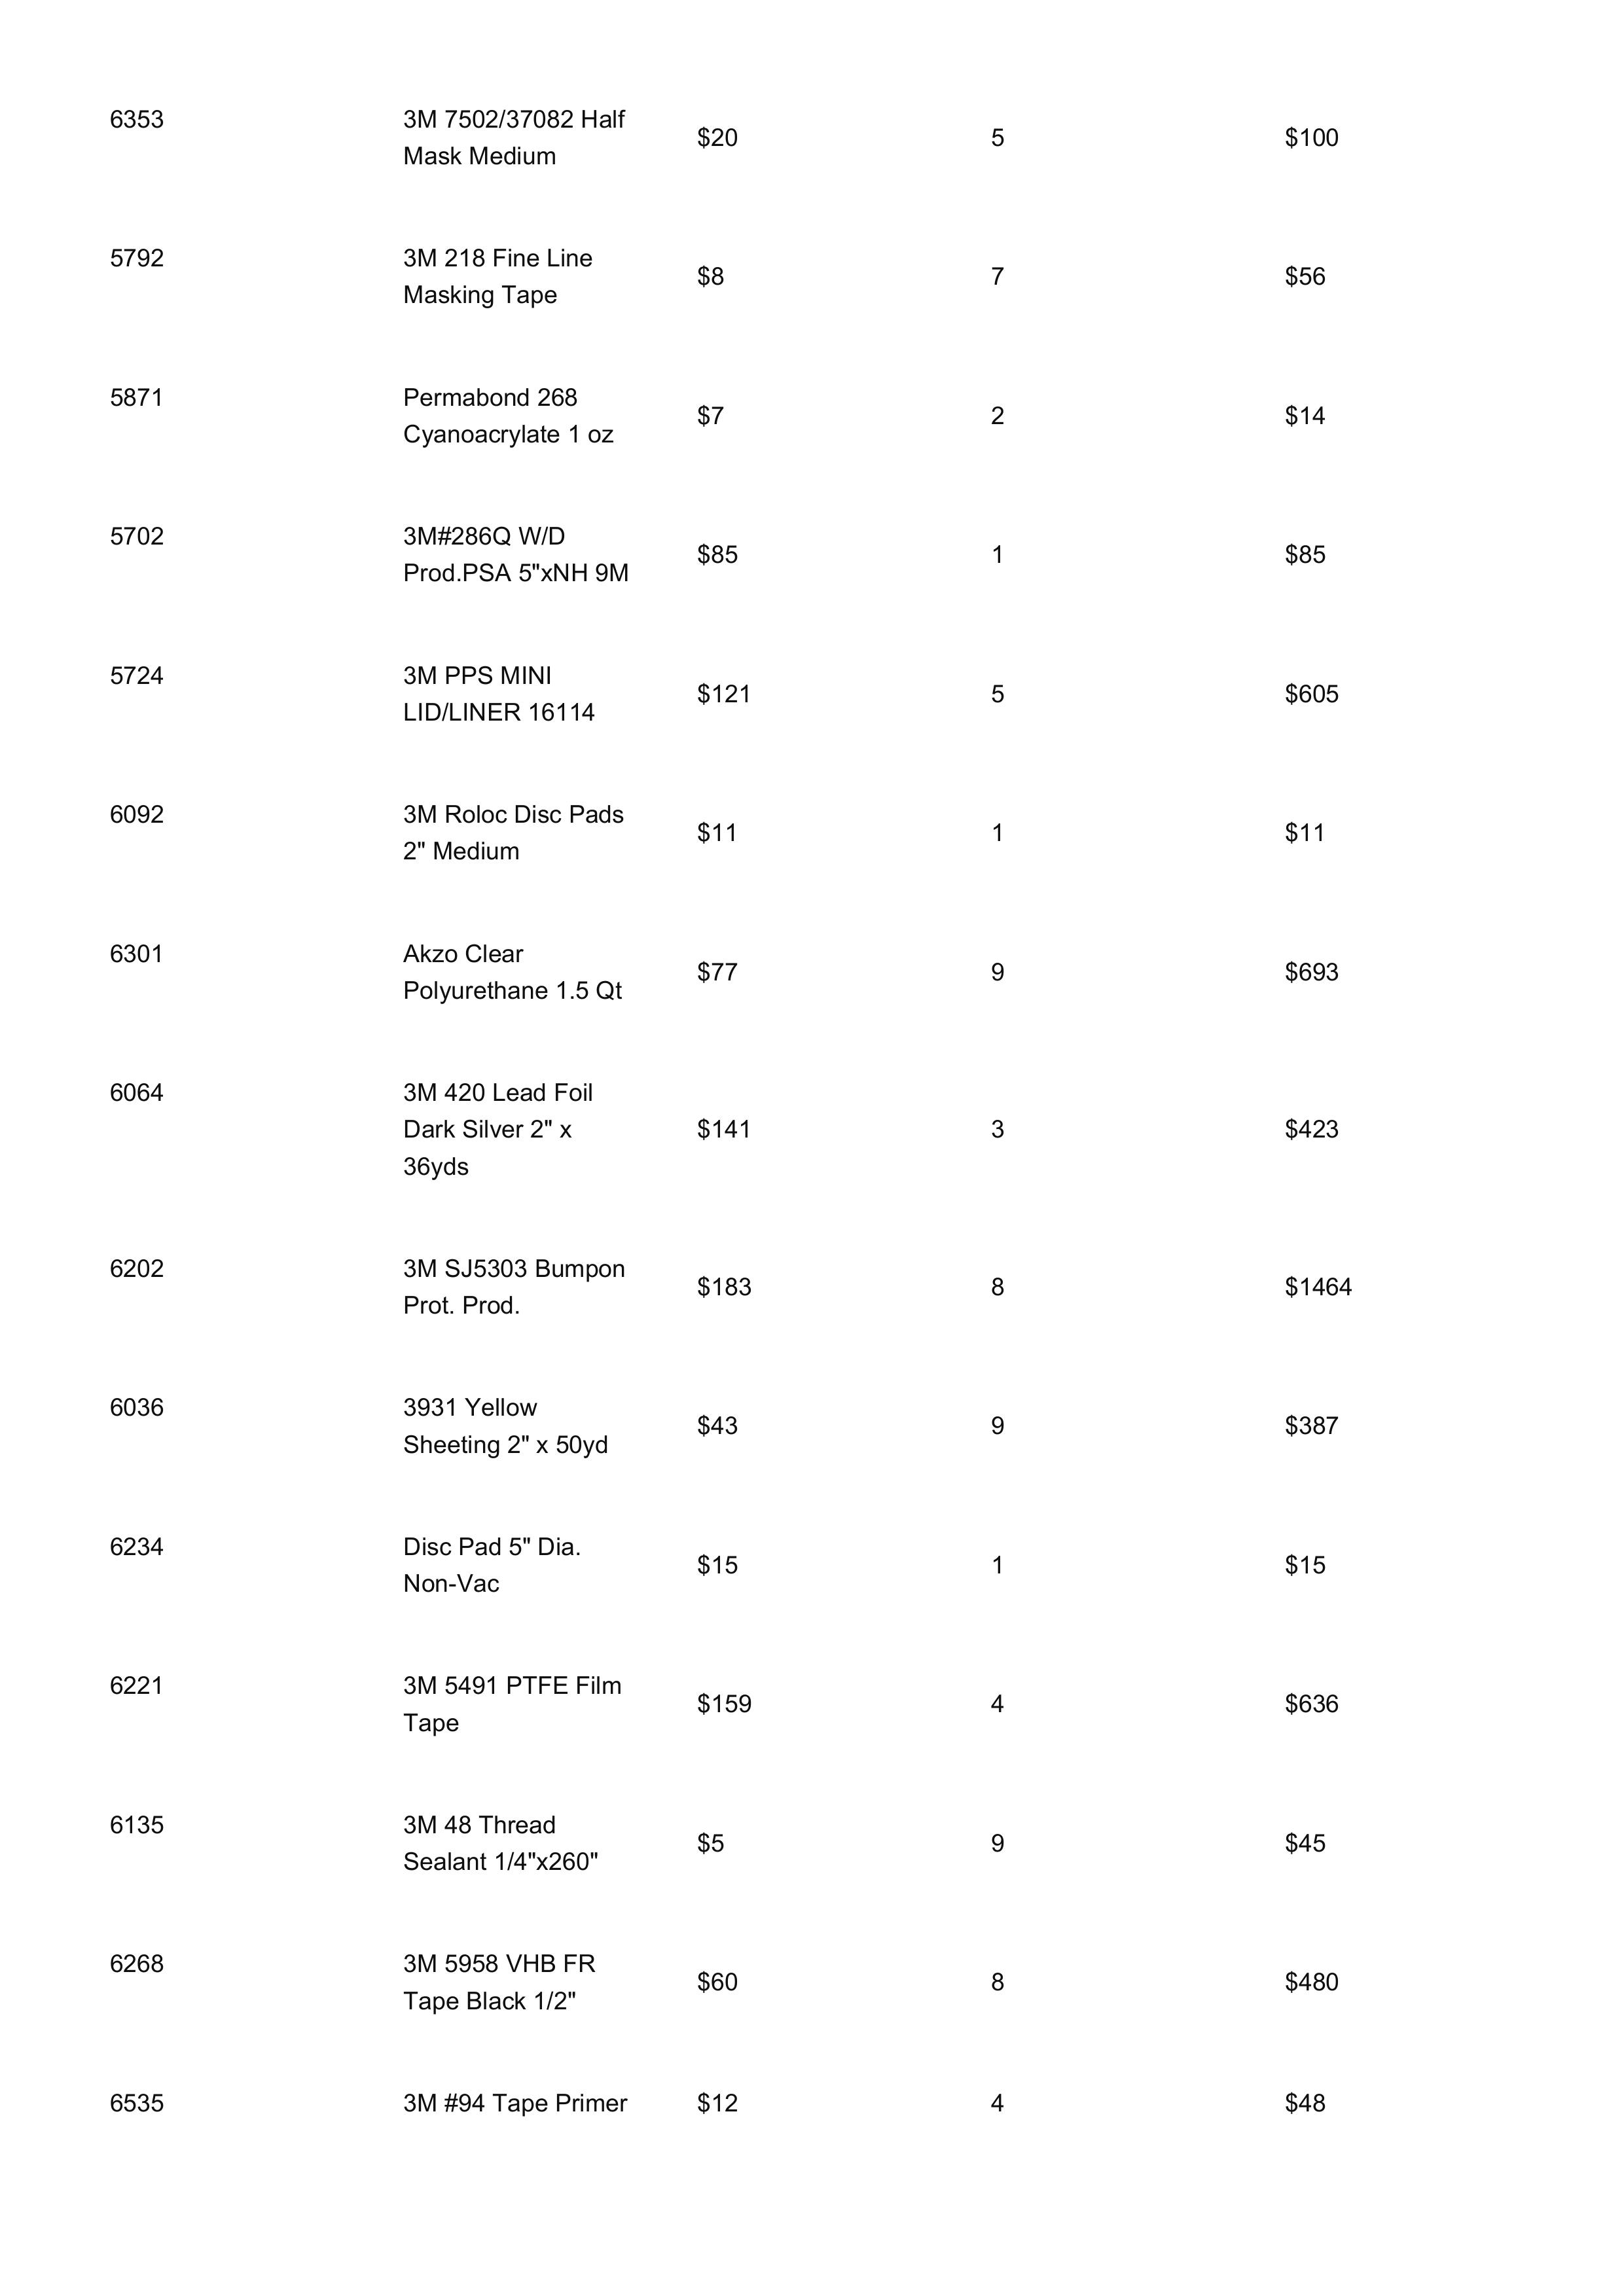 6353
3M 7502/37082 Half
Mask Medium
$20
5
$100
5792
3M 218 Fine Line
Masking Tape
$8
7
$56
5871
Permabond 268
Cyanoacrylate 1 oz
$7
2
$14
5702
3M#286Q W/D
Prod.PSA 5"xNH 9M
$85
1
$85
5724
3M PPS MINI
LID/LINER 16114
$121
5
$605
6092
3M Roloc Disc Pads
2" Medium
$11
1
$11
6301
Akzo Clear
Polyurethane 1.5 Qt
$77
9
$693
6064
3M 420 Lead Foil
Dark Silver 2" x
36yds
$141
3
$423
6202
3M SJ5303 Bumpon
Prot. Prod.
$183
8
$1464
6036
3931 Yellow
Sheeting 2" x 50yd
$43
9
$387
6234
Disc Pad 5" Dia.
Non-Vac
$15
1
$15
6221
3M 5491 PTFE Film
Tape
$159
4
$636
6135
3M 48 Thread
Sealant 1/4"x260"
$5
9
$45
6268
3M 5958 VHB FR
Tape Black 1/2"
$60
8
$480
6535
3M #94 Tape Primer
$12
4
$48